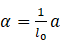 α = 1/l₀ a